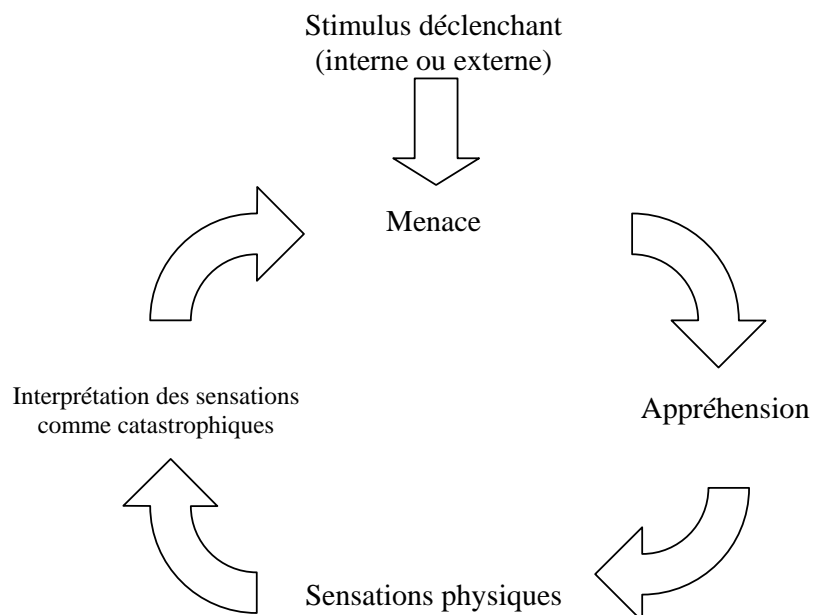 Stimulus déclenchant
(interne ou externe)
Menace
Appréhension
Sensations physiques
Interprétation des sensations
comme catastrophiques